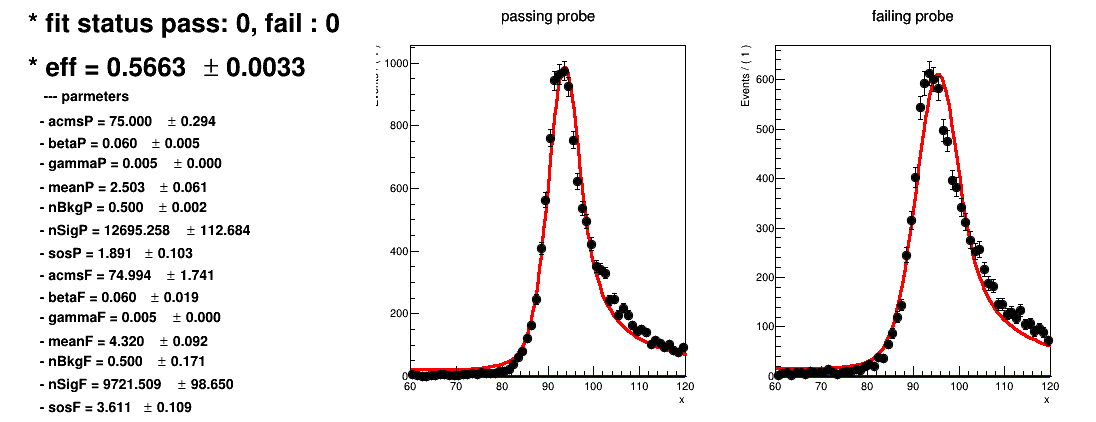 * fit status pass: 0, fail : 0
* eff = 0.5663 ± 0.0033
--- parmeters
- acmsP = 75.000 ± 0.294
- betaP = 0.060 ± 0.005
- gammaP = 0.005 ± 0.000
- meanP = 2.503 ± 0.061
- nBkgP = 0.500 ± 0.002
- nSigP = 12695.258 ± 112.684
- sosP = 1.891 ± 0.103
- acmsF = 74.994 ± 1.741
- betaF = 0.060 ± 0.019
- gammaF = 0.005 ± 0.000
- meanF = 4.320 ± 0.092
- nBkgF = 0.500 ± 0.171
- nSigF = 9721.509 ± 98.650
- sosF = 3.611 ± 0.109
passing probe
1000
800
600
400
200
0
60 70 80 90 100 110 120
x
failing probe
Events / ( 1 )
600
500
400
300
200
100
0
60 70 80 90 100 110 120
x